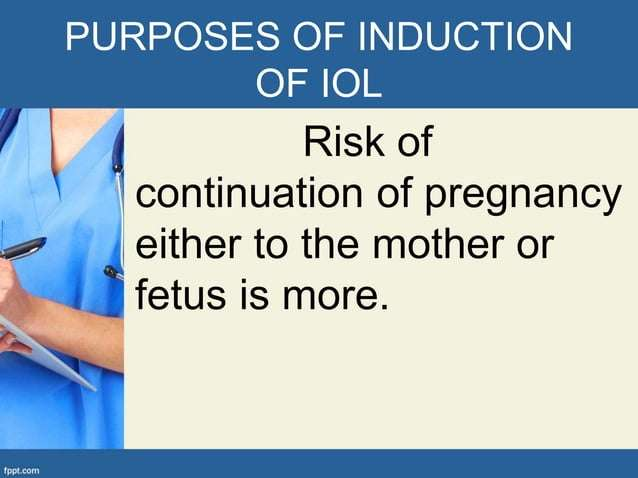 PURPOSES OF INDUCTION
OF IOL
Risk of
continuation of pregnancy
either to the mother or
fetus is more.
fppt.com